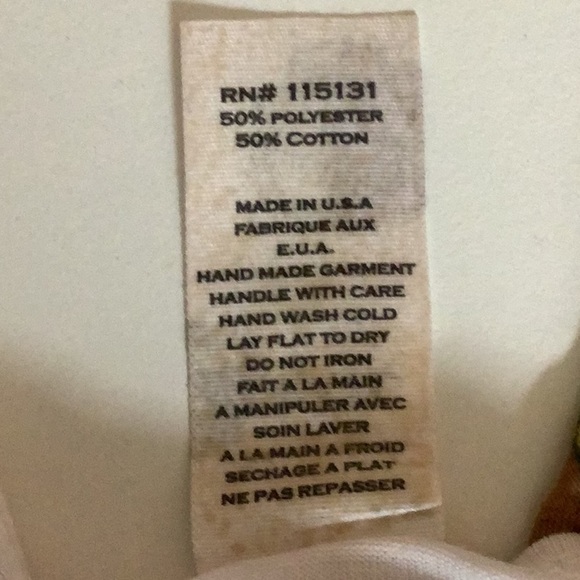 RN# 115131
50% POLYESTER
50% COTTON
MADE IN U.S.A
FABRIQUE AUX
E.U.A.
HAND MADE GARMENT
HANDLE WITH CARE
HAND WASH COLD
LAY FLAT TO DRY
DO NOT IRON
FAIT A LA MAIN
A MANIPULER AVEC
SOIN LAVER
A LA MAIN A FROID
SECHAGE A PLAT
NE PAS REPASSER